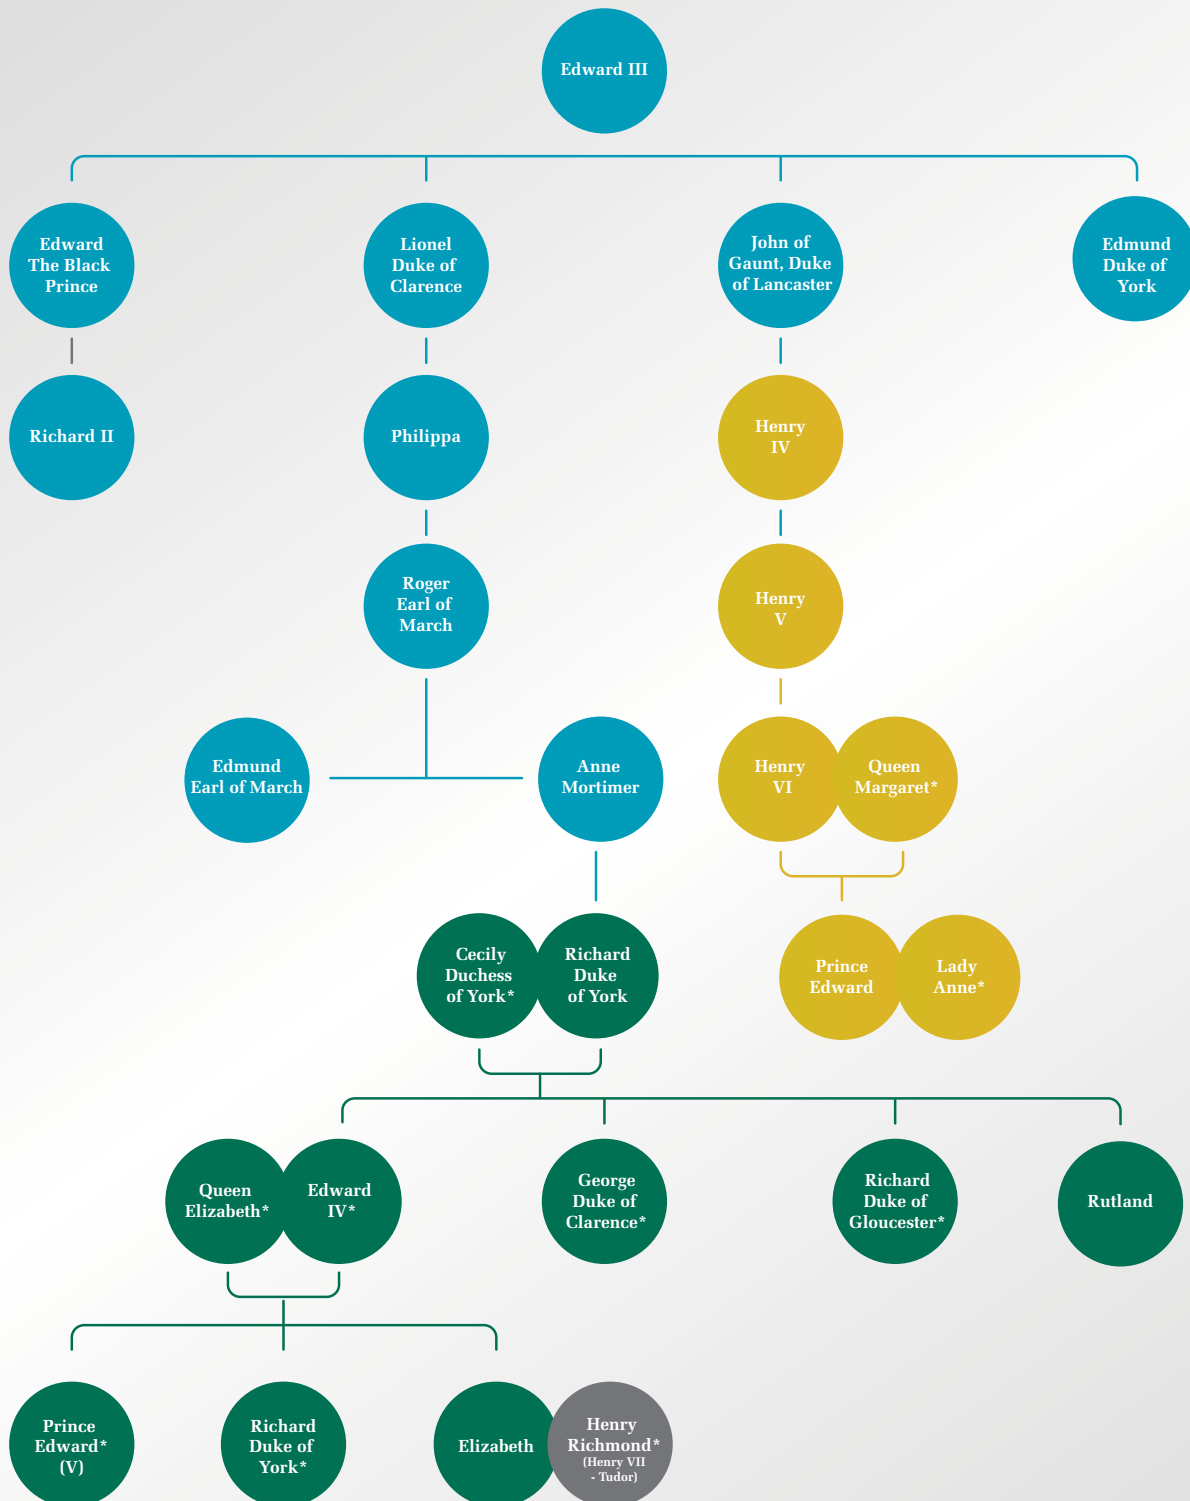 Edward III
Edward
The Black
Prince
Lionel
Duke of
Clarence
John of
Gaunt, Duke
of Lancaster
Edmund
Duke of
York
Richard II
Philippa
Henry
IV
Roger
Earl of
March
Henry
V
Edmund
Earl of March
Anne
Mortimer
Henry
VI
Queen
Margaret*
Cecily
Duchess
of York*
Richard
Duke
of York
Prince
Edward
Lady
Anne*
Queen
Elizabeth*
Edward
IV*
George
Duke of
Clarence*
Richard
Duke of
Gloucester*
Rutland
Prince
Edward*
(V)
Richard
Duke of
York*
Elizabeth
Henry
Richmond*
(Henry VII
- Tudor)